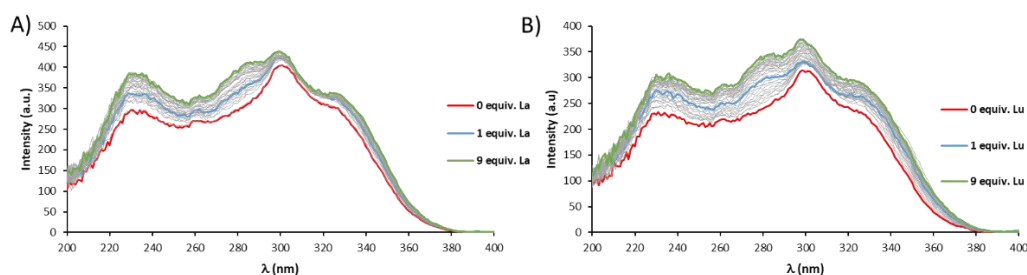 A)
500
450
400
350
300
250
200
150
100
50
0
Intensity (a.u.)
200 220 240 260 280 300 320 340 360 380 400
λ (nm)
0 equiv. La
1 equiv. La
9 equiv. La
B)
400
350
300
250
200
150
100
50
0
Intensity (a.u)
200 220 240 260 280 300 320 340 360 380 400
λ (nm)
0 equiv. Lu
1 equiv. Lu
9 equiv. Lu